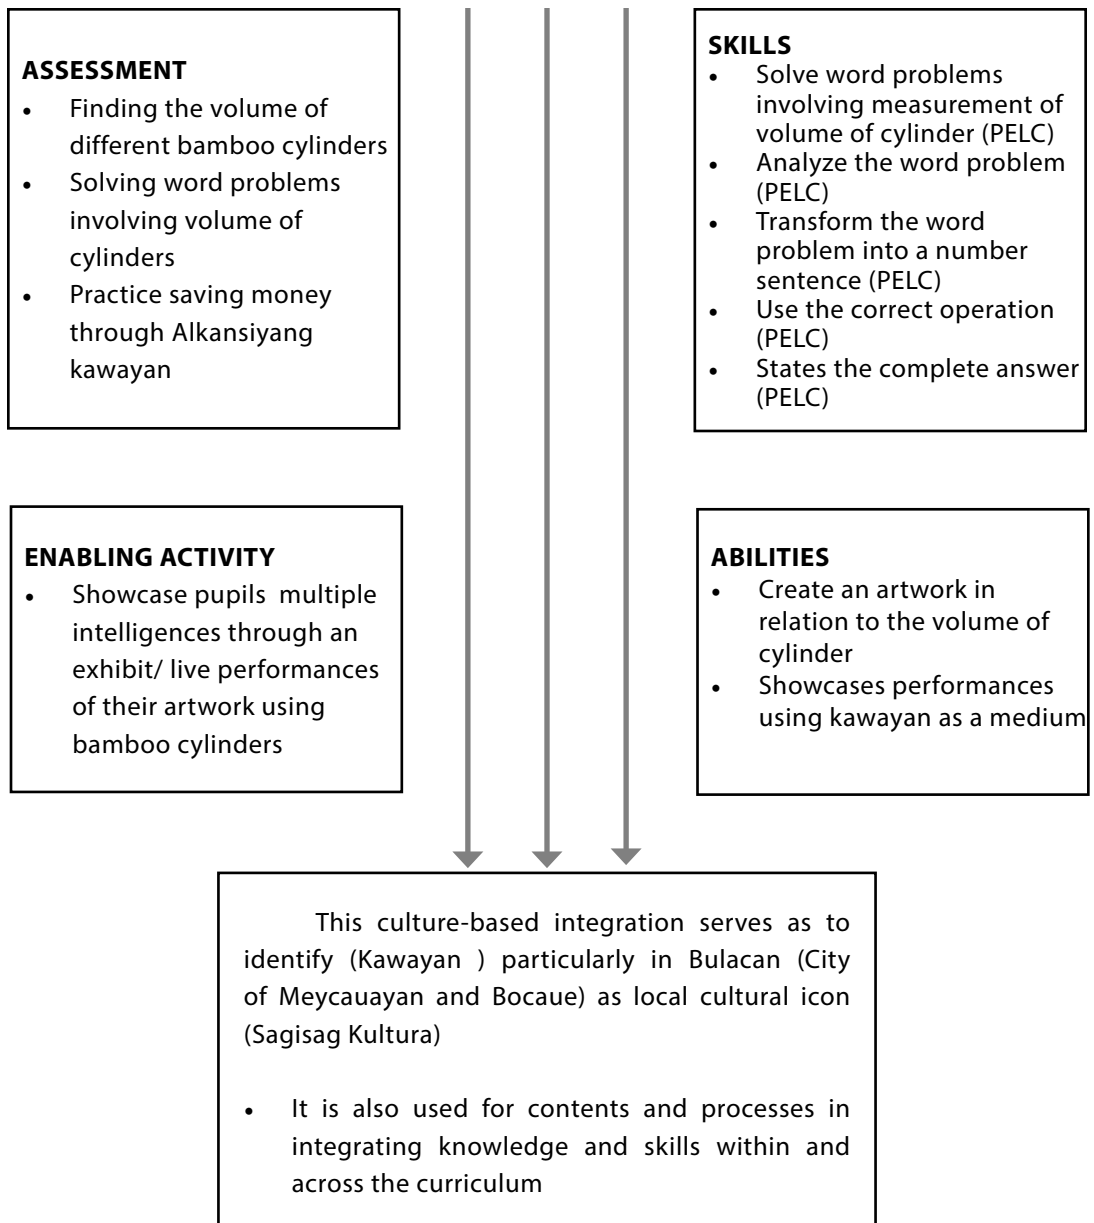 ASSESSMENT
• Finding the volume of
different bamboo cylinders
• Solving word problems
involving volume of
cylinders
• Practice saving money
through Alkansiyang
kawayan
SKILLS
• Solve word problems
involving measurement of
volume of cylinder (PELC)
• Analyze the word problem
(PELC)
• Transform the word
problem into a number
sentence (PELC)
• Use the correct operation
(PELC)
• States the complete answer
(PELC)
ENABLING ACTIVITY
• Showcase pupils multiple
intelligences through an
exhibit/ live performances
of their artwork using
bamboo cylinders
ABILITIES
• Create an artwork in
relation to the volume of
cylinder
• Showcases performances
using kawayan as a medium
This culture-based integration serves as to
identify (Kawayan ) particularly in Bulacan (City
of Meycauayan and Bocaue) as local cultural icon
(Sagisag Kultura)
• It is also used for contents and processes in
integrating knowledge and skills within and
across the curriculum